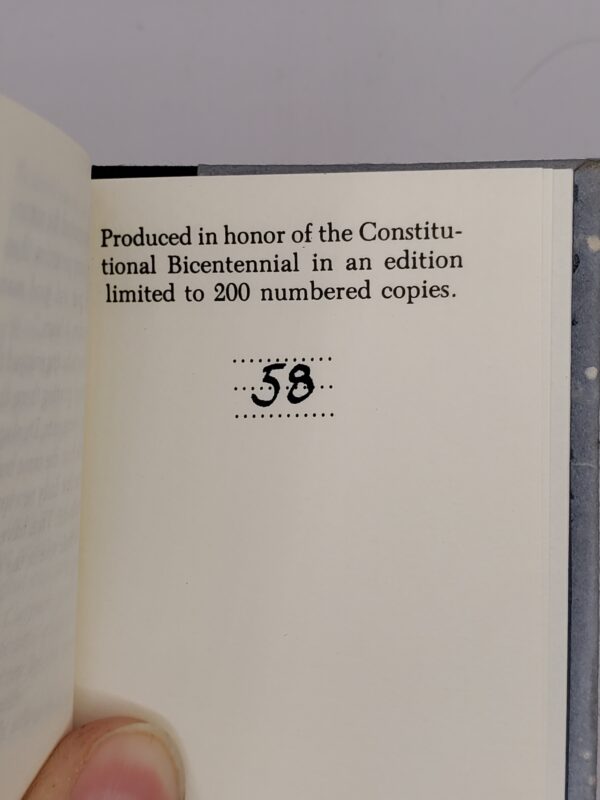 Produced in honor of the Constitu-
tional Bicentennial in an edition
limited to 200 numbered copies.
58